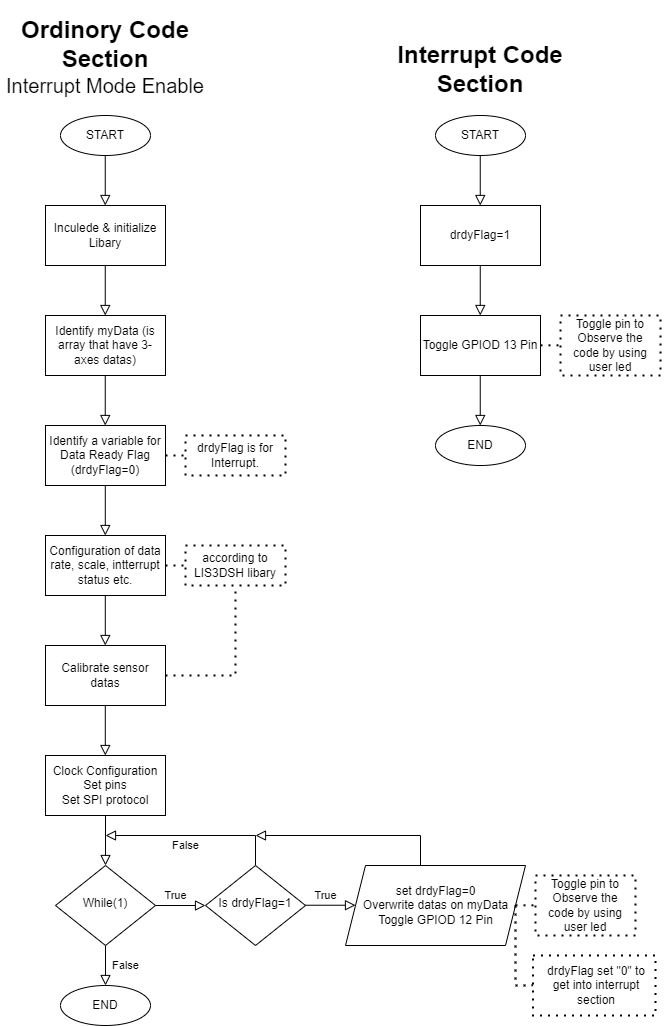 Ordinory Code
Section
Interrupt Mode Enable
START
Inculede & initialize
Libary
Identify myData (is
array that have 3-
axes datas)
Identify a variable for
Data Ready Flag
(drdyFlag=0)
drdyFlag is for
Interrupt.
Configuration of data
rate, scale, intterrupt
status etc.
according to
LIS3DSH libary
Calibrate sensor
datas
Clock Configuration
Set pins
Set SPI protocol
False
While(1)
True
Is drdyFlag=1
True
set drdyFlag=0
Overwrite datas on myData
Toggle GPIOD 12 Pin
Toggle pin to
Observe the
code by using
user led
drdyFlag set "0" to
get into interrupt
section
False
END
Interrupt Code
Section
START
drdyFlag=1
Toggle GPIOD 13 Pin
Toggle pin to
Observe the
code by using
user led
END